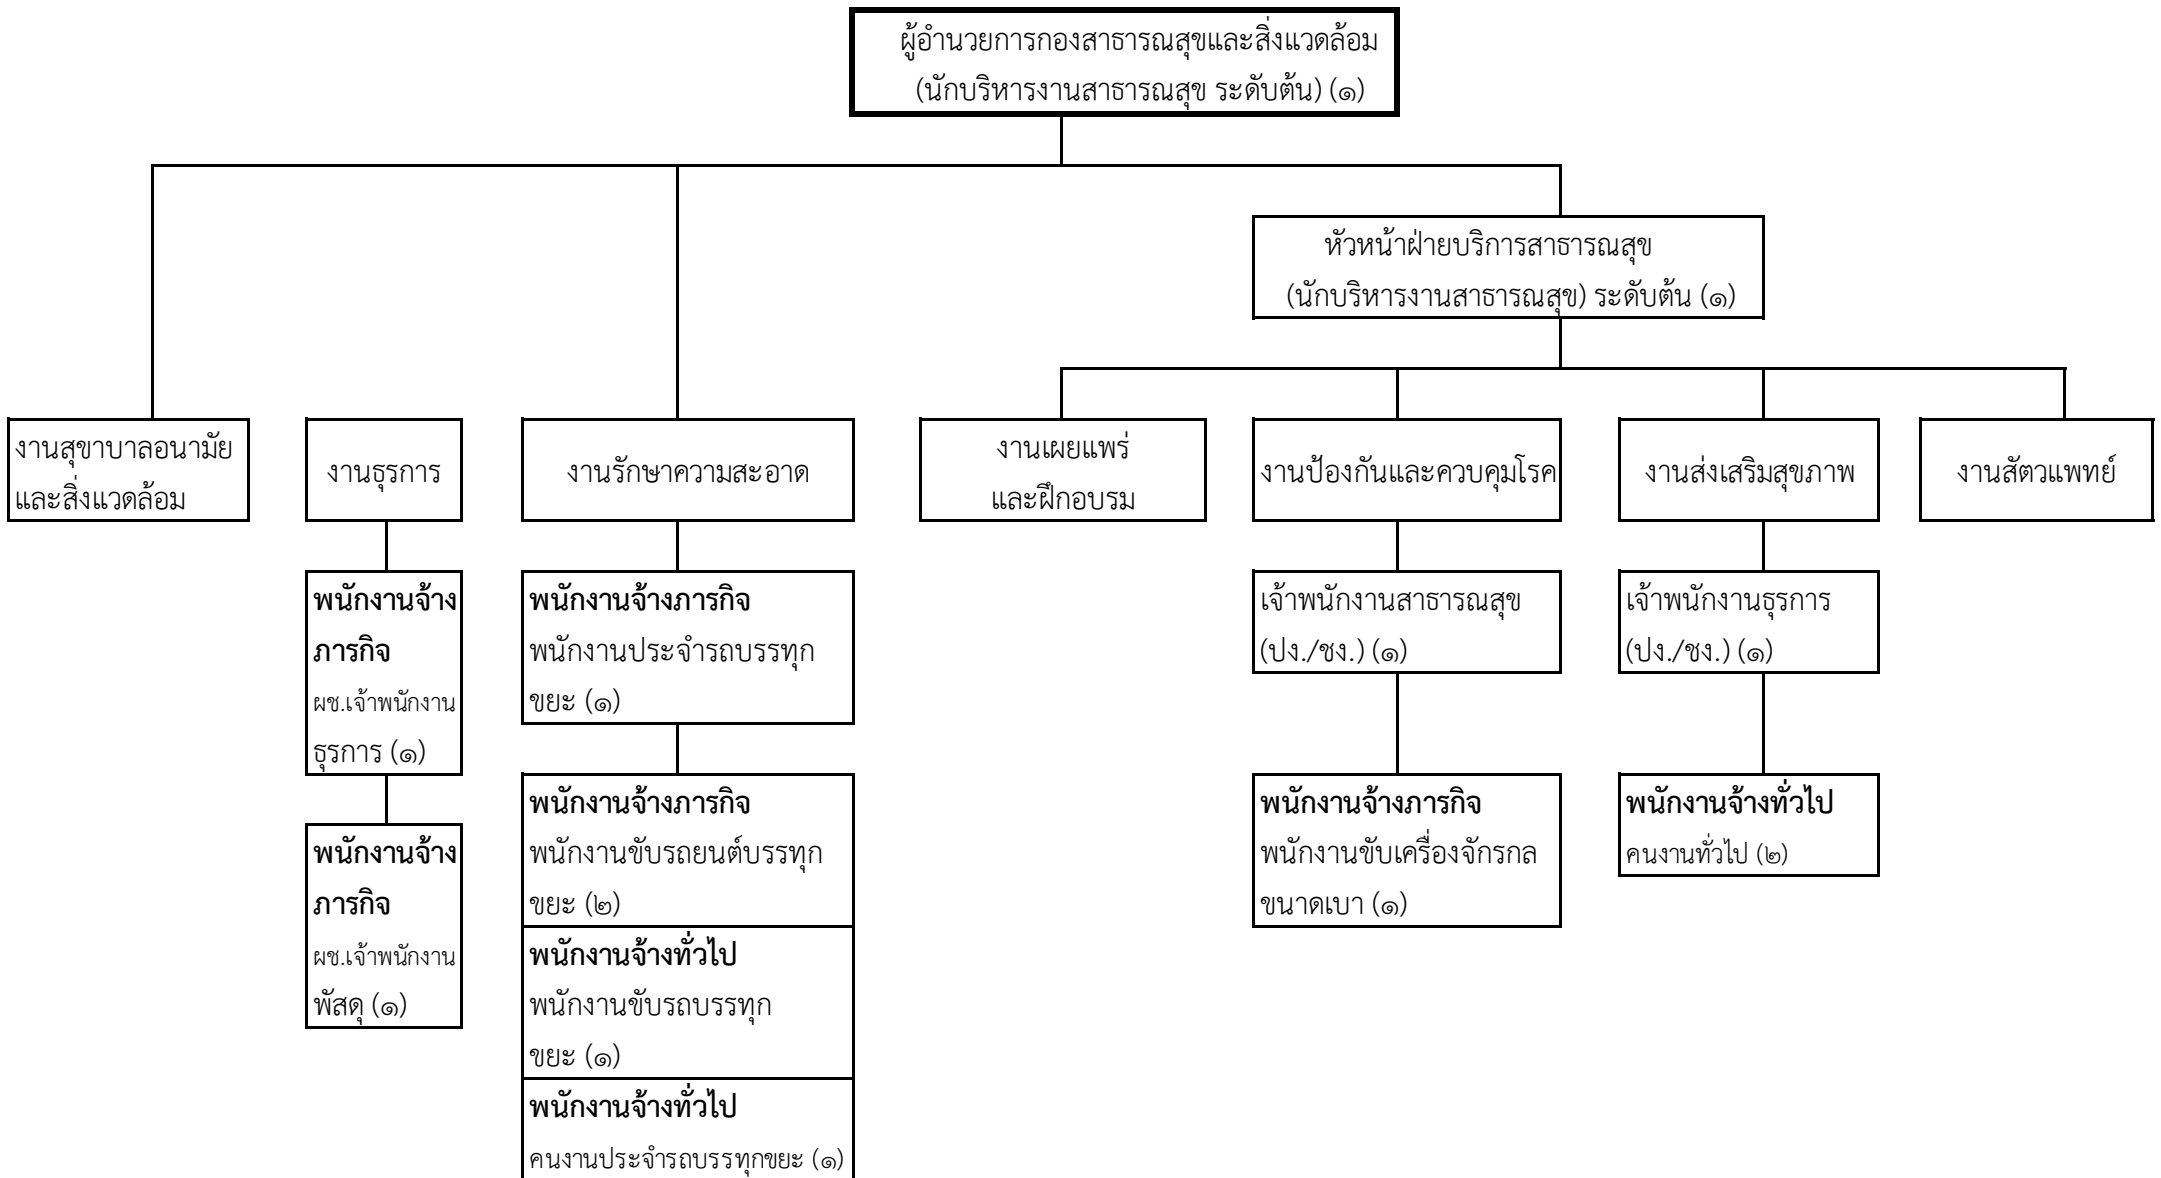 ผู้อำนวยการกองสาธารณสุขและสิ่งแวดล้อม
(นักบริหารงานสาธารณสุข ระดับต้น) (๑)
หัวหน้าฝ่ายบริการสาธารณสุข
(นักบริหารงานสาธารณสุข) ระดับต้น (๑)
งานสุขาบาลอนามัย
และสิ่งแวดล้อม
งานธุรการ
งานรักษาความสะอาด
งานเผยแพร่
และฝึกอบรม
งานป้องกันและควบคุมโรค
งานส่งเสริมสุขภาพ
งานสัตวแพทย์
พนักงานจ้าง
ภารกิจ
ผช.เจ้าพนักงาน
ธุรการ (๑)
พนักงานจ้าง
ภารกิจ
ผช.เจ้าพนักงาน
พัสดุ (๑)
พนักงานจ้างภารกิจ
พนักงานประจำรถบรรทุก
ขยะ (๑)
พนักงานจ้างภารกิจ
พนักงานขับรถยนต์บรรทุก
ขยะ (๒)
พนักงานจ้างทั่วไป
พนักงานขับรถบรรทุก
ขยะ (๑)
พนักงานจ้างทั่วไป
คนงานประจำรถบรรทุกขยะ (๑)
เจ้าพนักงานสาธารณสุข
(ปง./ชง.) (๑)
พนักงานจ้างภารกิจ
พนักงานขับเครื่องจักรกล
ขนาดเบา (๑)
เจ้าพนักงานธุรการ
(ปง./ชง.) (๑)
พนักงานจ้างทั่วไป
คนงานทั่วไป (๒)